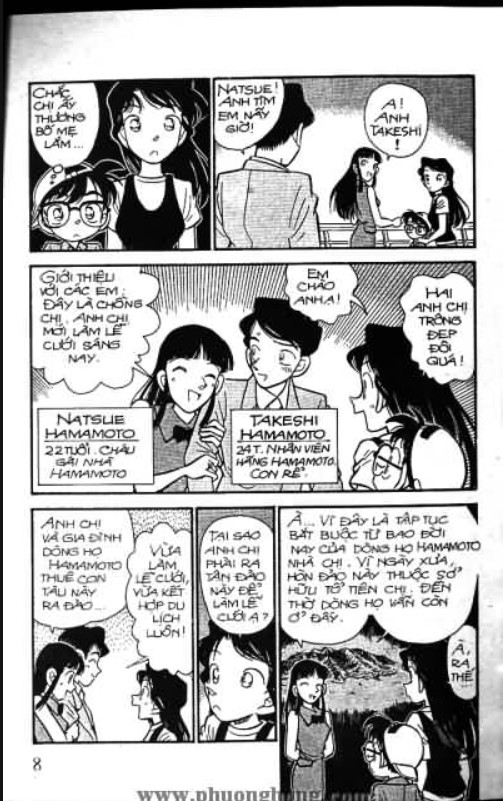 CHẮC
CHỊ ẤY
THƯƠNG
BỐ MẸ
LẮM...
NATSUE!
ANH TÌM
EM NÃY
GIỜ!
A!
ANH
TAKESHI
!
GIỚI THIỆU
VỚI CÁC EM:
ĐÂY LÀ CHỒNG
CHỊ. ANH CHỊ
MỚI LÀM LỄ
CƯỚI SÁNG
NAY.
EM
CHÀO
ANH Ạ!
HAI
ANH CHỊ
TRÔNG
ĐẸP
ĐÔI
QUÁ!
NATSUE
HAMAMOTO
22 TUỔI. CHÁU
GÁI NHÀ
HAMAMOTO
TAKESHI
HAMAMOTO
24T. NHÂN VIÊN
HÃNG HAMAMOTO.
CON RỂ.
ANH CHỊ
VÀ GIA ĐÌNH
DÒNG HỌ
HAMAMOTO
THUÊ CON
TÀU NÀY
RA ĐẢO...
VỪA
LÀM
LỄ CƯỚI,
VỪA KẾT
HỢP DU
LỊCH
LUÔN!
TẠI SAO
ANH CHỊ
PHẢI RA
TẬN ĐẢO
NÀY ĐỂ
LÀM LỄ
CƯỚI Ạ?
À... VÌ ĐÂY LÀ TẬP TỤC
BẮT BUỘC TỪ BAO ĐỜI
NAY CỦA DÒNG HỌ HAMAMOTO
NHÀ CHỊ. VÌ NGÀY XƯA,
HÒN ĐẢO NÀY THUỘC SỞ
HỮU TỔ TIÊN CHỊ. ĐẾN
GIỜ DÒNG HỌ VẪN CÒN
Ở ĐÂY.
À,
RA
THẾ.
8
www.phuonghung.com